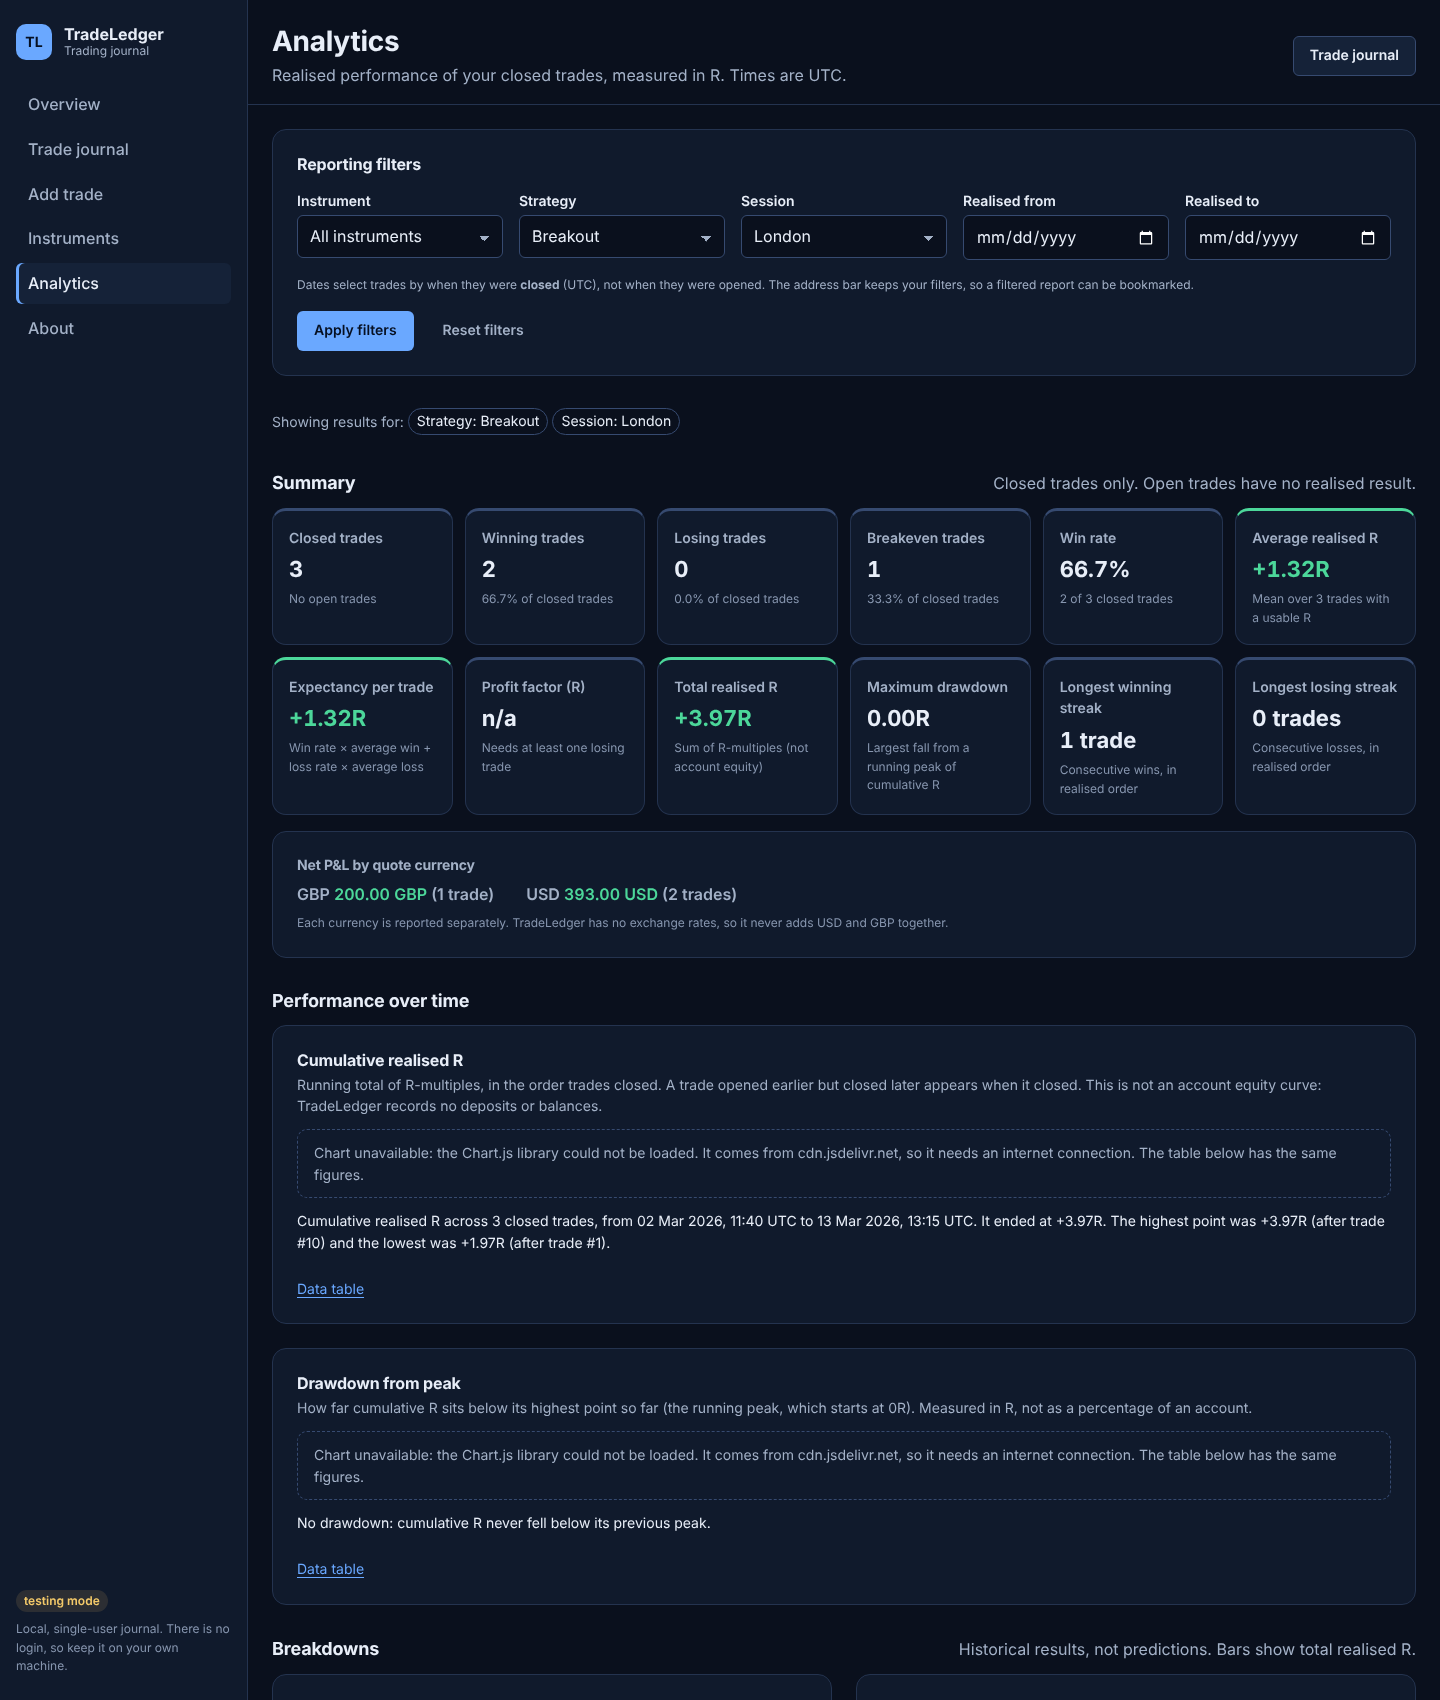 TL
TradeLedger
Trading journal
Overview
Trade journal
Add trade
Instruments
Analytics
About
testing mode
Local, single-user journal. There is no
login, so keep it on your own
machine.
Analytics
Realised performance of your closed trades, measured in R. Times are UTC.
Trade journal
Reporting filters
Instrument
All instruments
Strategy
Breakout
Session
London
Realised from
mm/dd/yyyy
Realised to
mm/dd/yyyy
Dates select trades by when they were closed (UTC), not when they were opened. The address bar keeps your filters, so a filtered report can be bookmarked.
Apply filters
Reset filters
Showing results for: Strategy: Breakout Session: London
Summary
Closed trades only. Open trades have no realised result.
Closed trades
3
No open trades
Winning trades
2
66.7% of closed trades
Losing trades
0
0.0% of closed trades
Breakeven trades
1
33.3% of closed trades
Win rate
66.7%
2 of 3 closed trades
Average realised R
+1.32R
Mean over 3 trades with
a usable R
Expectancy per trade
+1.32R
Win rate × average win +
loss rate × average loss
Profit factor (R)
n/a
Needs at least one losing
trade
Total realised R
+3.97R
Sum of R-multiples (not
account equity)
Maximum drawdown
0.00R
Largest fall from a
running peak of
cumulative R
Longest winning
streak
1 trade
Consecutive wins, in
realised order
Longest losing streak
0 trades
Consecutive losses, in
realised order
Net P&L by quote currency
GBP 200.00 GBP (1 trade) USD 393.00 USD (2 trades)
Each currency is reported separately. TradeLedger has no exchange rates, so it never adds USD and GBP together.
Performance over time
Cumulative realised R
Running total of R-multiples, in the order trades closed. A trade opened earlier but closed later appears when it closed. This is not an account equity curve:
TradeLedger records no deposits or balances.
Chart unavailable: the Chart.js library could not be loaded. It comes from cdn.jsdelivr.net, so it needs an internet connection. The table below has the same
figures.
Cumulative realised R across 3 closed trades, from 02 Mar 2026, 11:40 UTC to 13 Mar 2026, 13:15 UTC. It ended at +3.97R. The highest point was +3.97R (after trade
#10) and the lowest was +1.97R (after trade #1).
Data table
Drawdown from peak
How far cumulative R sits below its highest point so far (the running peak, which starts at 0R). Measured in R, not as a percentage of an account.
Chart unavailable: the Chart.js library could not be loaded. It comes from cdn.jsdelivr.net, so it needs an internet connection. The table below has the same
figures.
No drawdown: cumulative R never fell below its previous peak.
Data table
Breakdowns
Historical results, not predictions. Bars show total realised R.